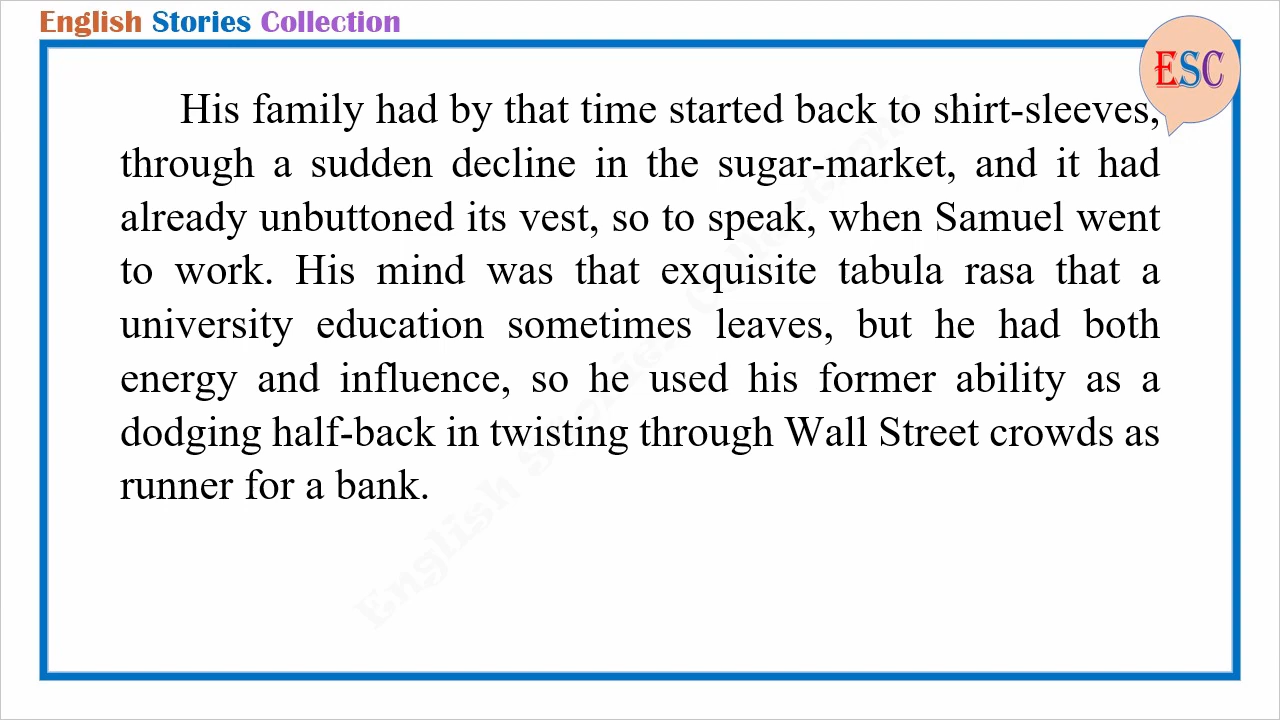 English Stories Collection
ESC
His family had by that time started back to shirt-sleeves,
through a sudden decline in the sugar-market, and it had
already unbuttoned its vest, so to speak, when Samuel went
to work. His mind was that exquisite tabula rasa that a
university education sometimes leaves, but he had both
energy and influence, so he used his former ability as a
dodging half-back in twisting through Wall Street crowds as
runner for a bank.
English Stories Collection